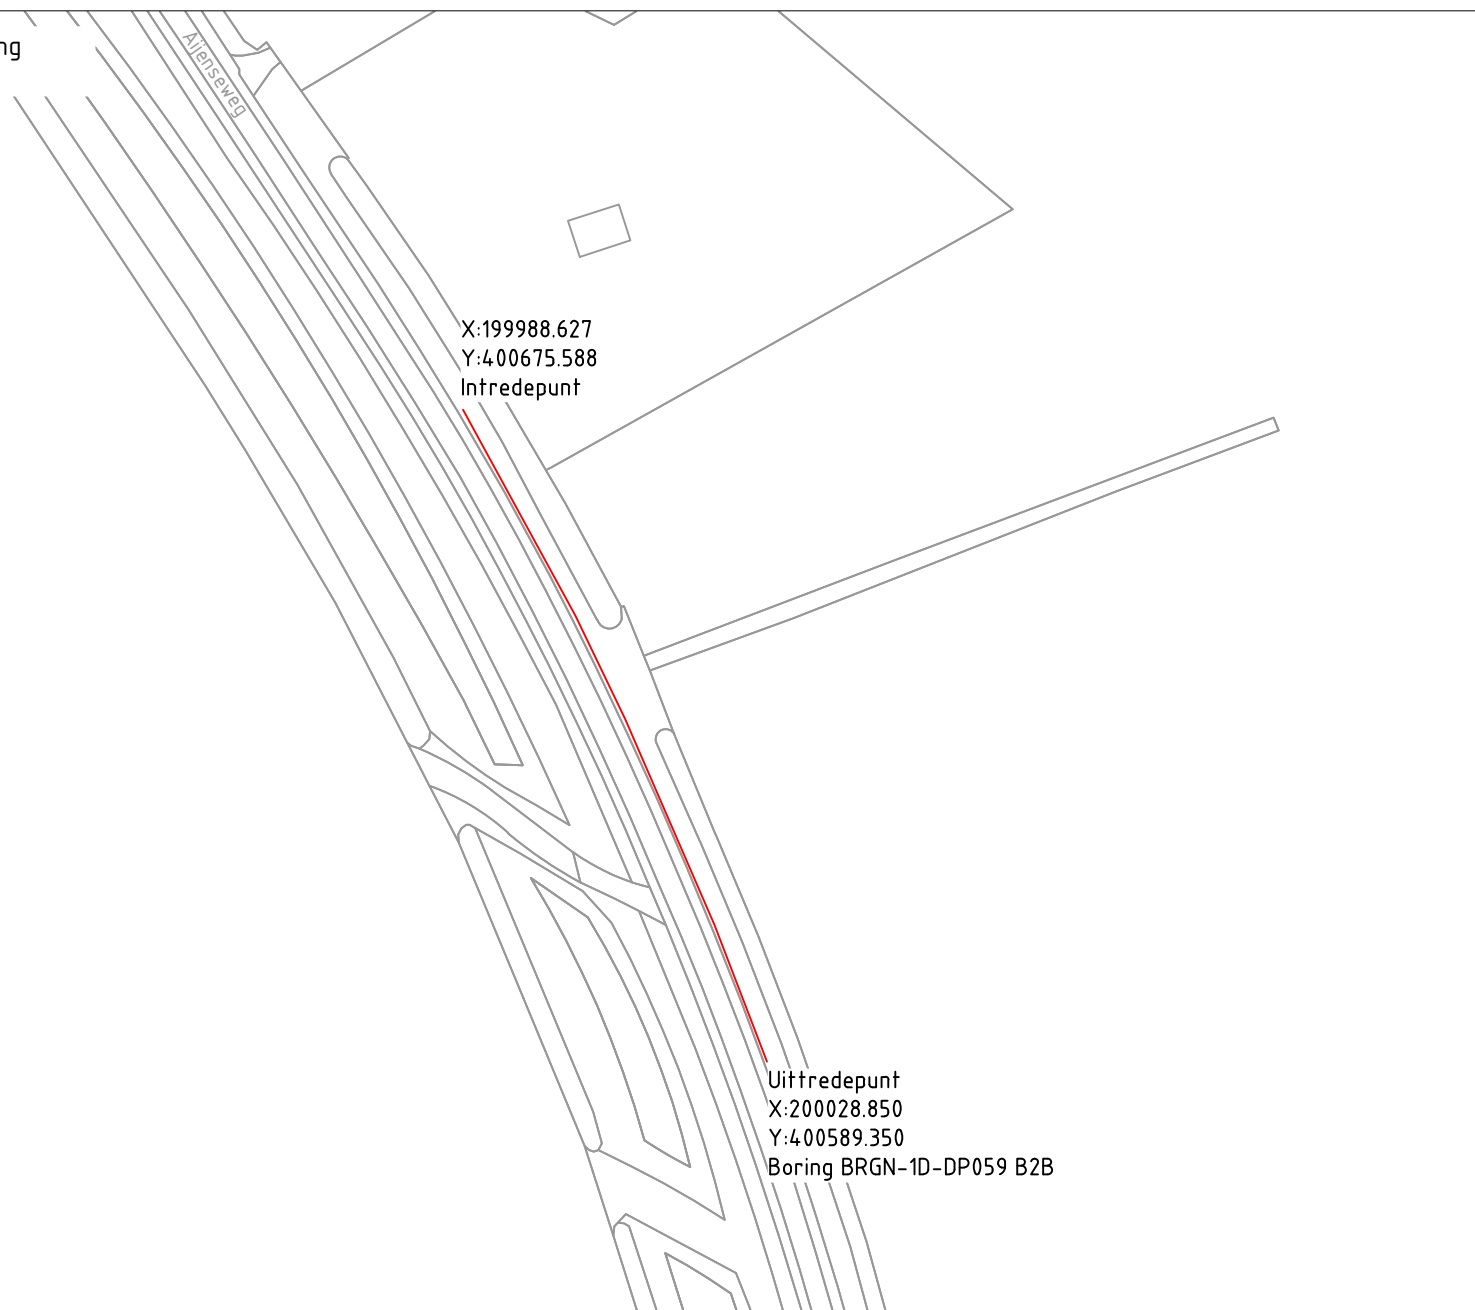 ng
Aijenseweg
X:199988.627
Y:400675.588
Intredepunt
Uittredepunt
X:200028.850
Y:400589.350
Boring BRGN-1D-DP059 B2B